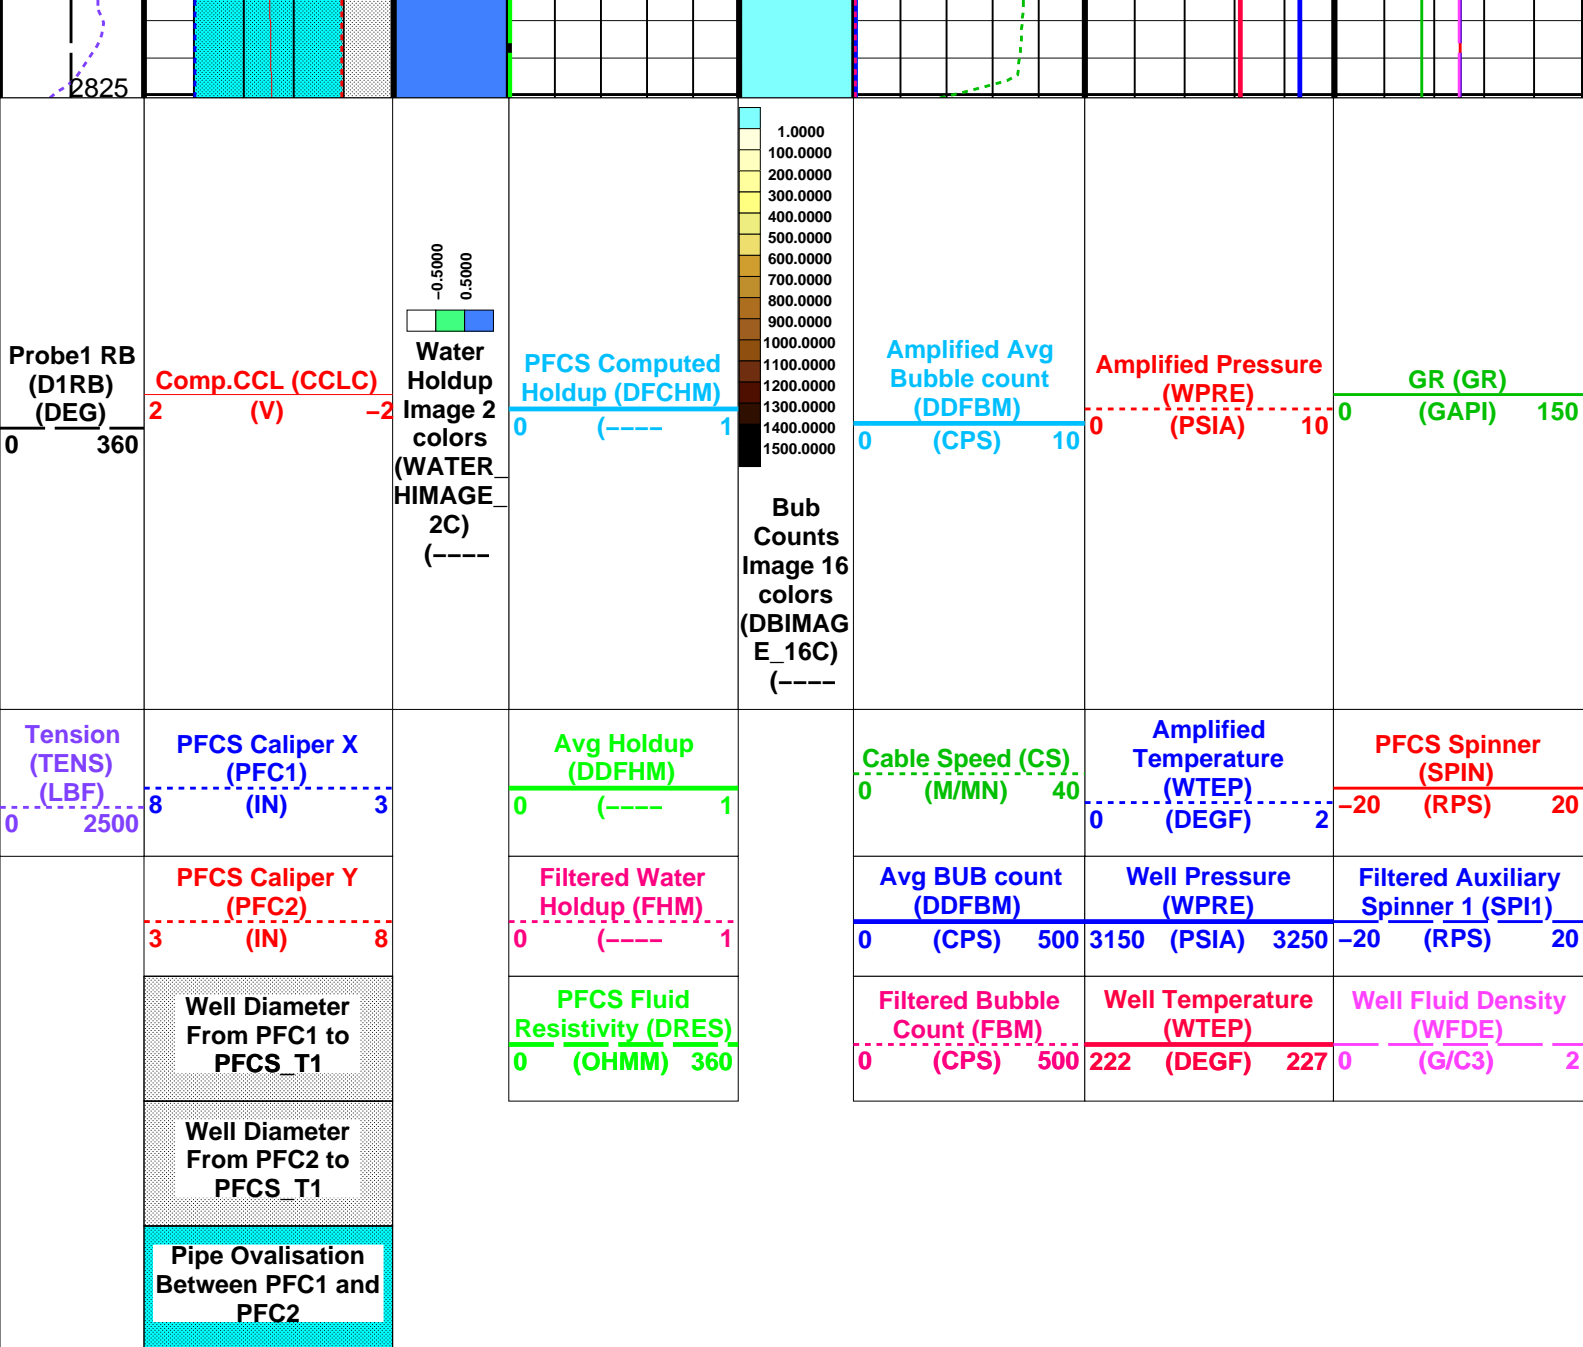 2825
Probe1 RB
(D1RB)
(DEG)
0 360
Comp.CCL (CCLC)
2 (V) −2
−0.5000
0.5000
Water
Holdup
Image 2
colors
(WATER_
HIMAGE_
2C)
(−−−−
PFCS Computed
Holdup (DFCHM)
0 (−−−− 1
1.0000
100.0000
200.0000
300.0000
400.0000
500.0000
600.0000
700.0000
800.0000
900.0000
1000.0000
1100.0000
1200.0000
1300.0000
1400.0000
1500.0000
Bub
Counts
Image 16
colors
(DBIMAG
E_16C)
(−−−−
Amplified Avg
Bubble count
(DDFBM)
0 (CPS) 10
Amplified Pressure
(WPRE)
0 (PSIA) 10
GR (GR)
0 (GAPI) 150
Tension
(TENS)
(LBF)
0 2500
PFCS Caliper X
(PFC1)
8 (IN) 3
Avg Holdup
(DDFHM)
0 (−−−− 1
Cable Speed (CS)
0 (M/MN) 40
Amplified
Temperature
(WTEP)
0 (DEGF) 2
PFCS Spinner
(SPIN)
−20 (RPS) 20
PFCS Caliper Y
(PFC2)
3 (IN) 8
Filtered Water
Holdup (FHM)
0 (−−−− 1
Avg BUB count
(DDFBM)
0 (CPS) 500
Well Pressure
(WPRE)
3150 (PSIA) 3250
Filtered Auxiliary
Spinner 1 (SPI1)
−20 (RPS) 20
Well Diameter
From PFC1 to
PFCS_T1
PFCS Fluid
Resistivity (DRES)
0 (OHMM) 360
Filtered Bubble
Count (FBM)
0 (CPS) 500
Well Temperature
(WTEP)
222 (DEGF) 227
Well Fluid Density
(WFDE)
0 (G/C3) 2
Well Diameter
From PFC2 to
PFCS_T1
Pipe Ovalisation
Between PFC1 and
PFC2